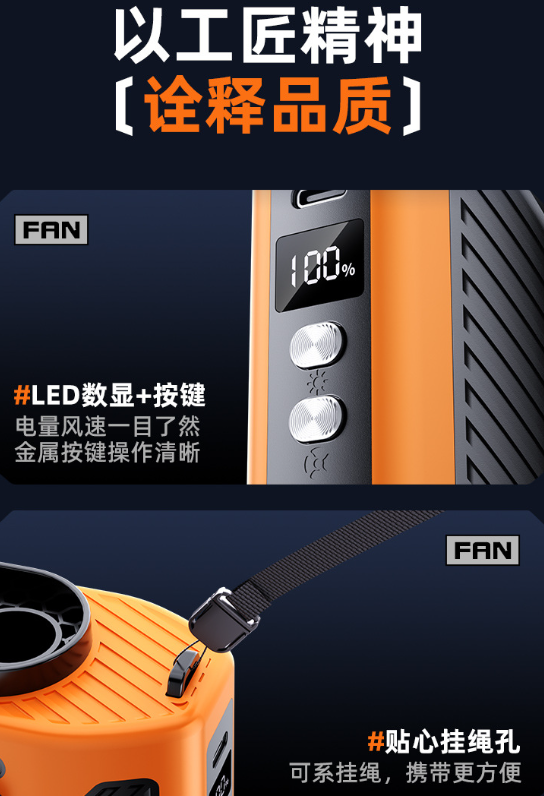 以工匠精神
〔诠释品质〕
FAN
100%
#LED数显+按键
电量风速一目了然
金属按键操作清晰
FAN
#贴心挂绳孔
可系挂绳，携带更方便